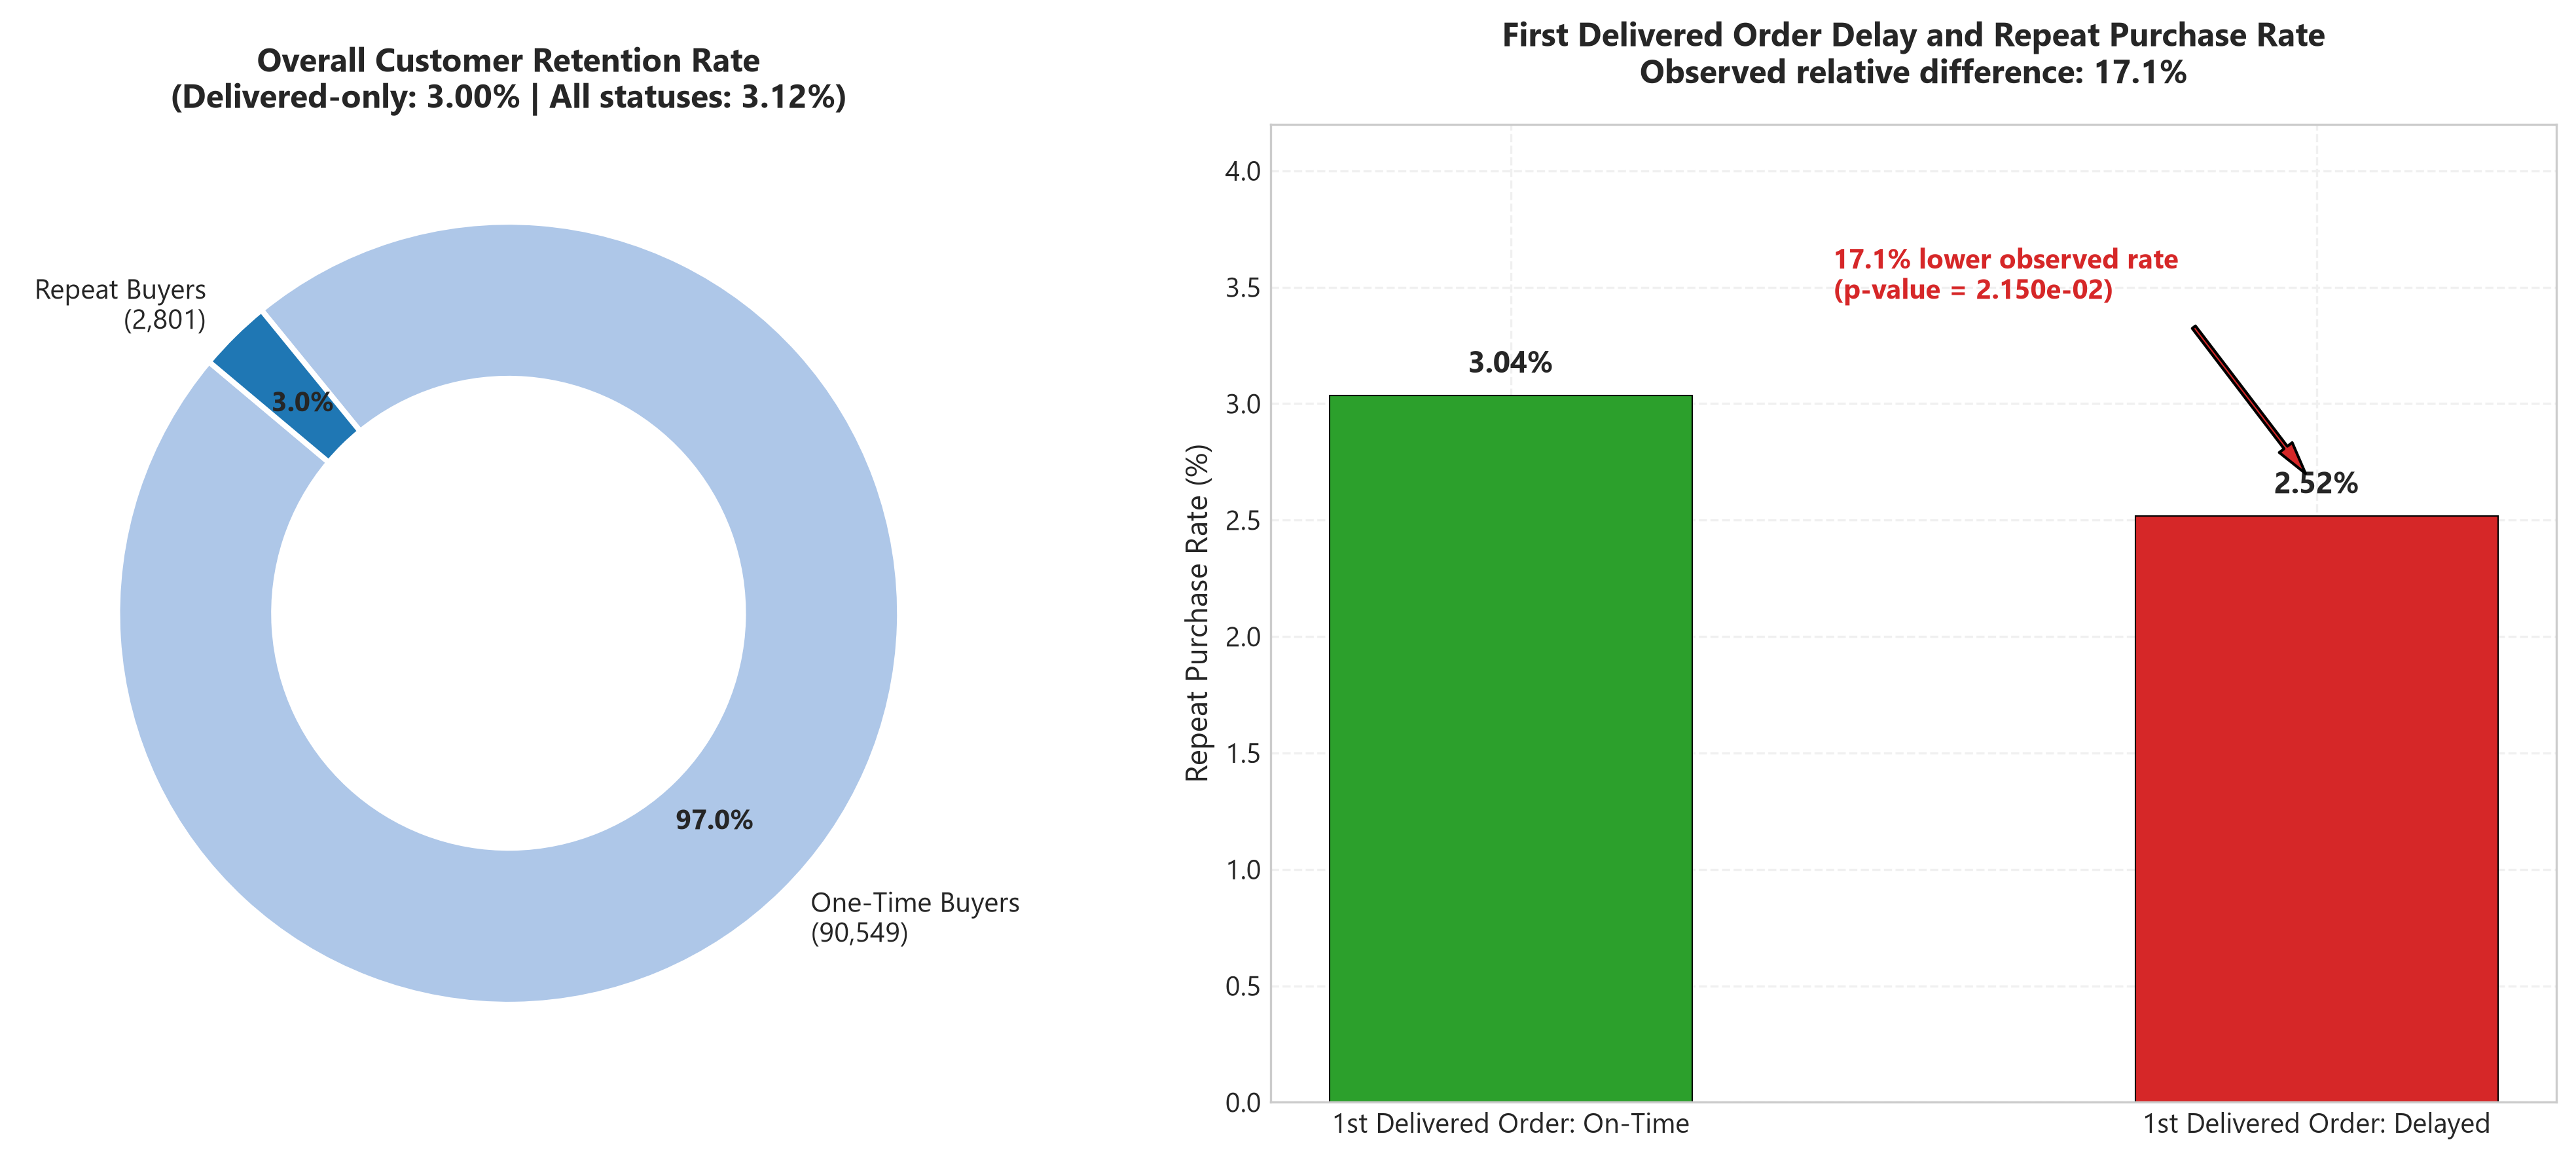 Overall Customer Retention Rate
(Delivered-only: 3.00% | All statuses: 3.12%)
Repeat Buyers
(2,801)
3.0%
97.0%
One-Time Buyers
(90,549)
First Delivered Order Delay and Repeat Purchase Rate
Observed relative difference: 17.1%
Repeat Purchase Rate (%)
4.0
3.5
3.0
2.5
2.0
1.5
1.0
0.5
0.0
17.1% lower observed rate
(p-value = 2.150e-02)
3.04%
2.52%
1st Delivered Order: On-Time
1st Delivered Order: Delayed